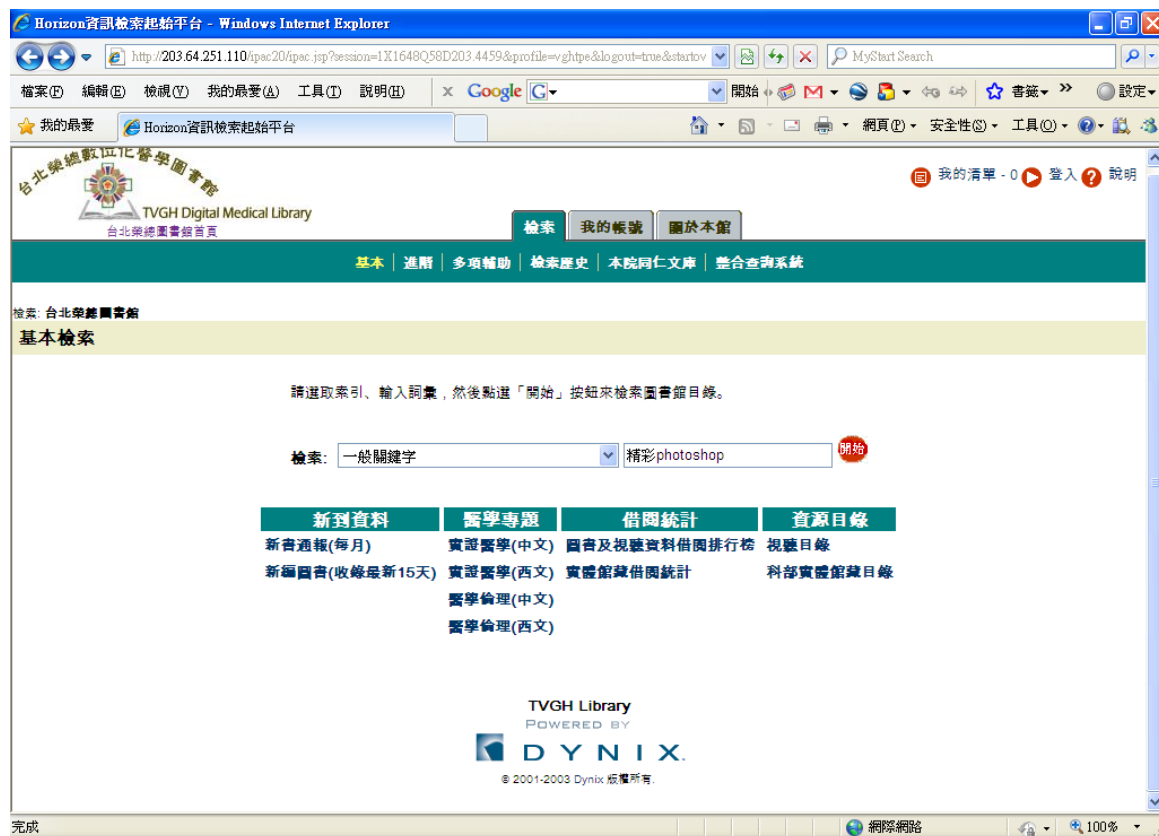 Horizon資訊檢索起始平台 - Windows Internet Explorer
http://203.64.251.110/ipac20/ipac.jsp?session=1X1648Q58D203.4459&profile=vghtpe&logout=true&startov
MyStart Search
檔案(F) 編輯(E) 檢視(V) 我的最愛(A) 工具(T) 說明(H) x Google G 開始 書籤 » 設定
我的最愛 Horizon資訊檢索起始平台 網頁(P) 安全性(S) 工具(O)
台北榮總數位化醫學圖書館
TVGH Digital Medical Library
台北榮總圖書館首頁
我的清單 - 0 登入 說明
檢索 我的帳號 關於本館
基本 | 進階 | 多項輔助 | 檢索歷史 | 本院同仁文庫 | 整合查詢系統
檢索: 台北榮總圖書館
基本檢索
請選取索引、輸入詞彙，然後點選「開始」按鈕來檢索圖書館目錄。
檢索: 一般關鍵字 精彩photoshop 開始
新到資料 醫學專題 借閱統計 資源目錄
新書通報(每月) 實證醫學(中文) 圖書及視聽資料借閱排行榜 視聽目錄
新編圖書(收錄最新15天) 實證醫學(西文) 實體館藏借閱統計 科部實體館藏目錄
醫學倫理(中文)
醫學倫理(西文)
TVGH Library
POWERED BY
DYNIX.
© 2001-2003 Dynix 版權所有.
完成 網際網路 100%